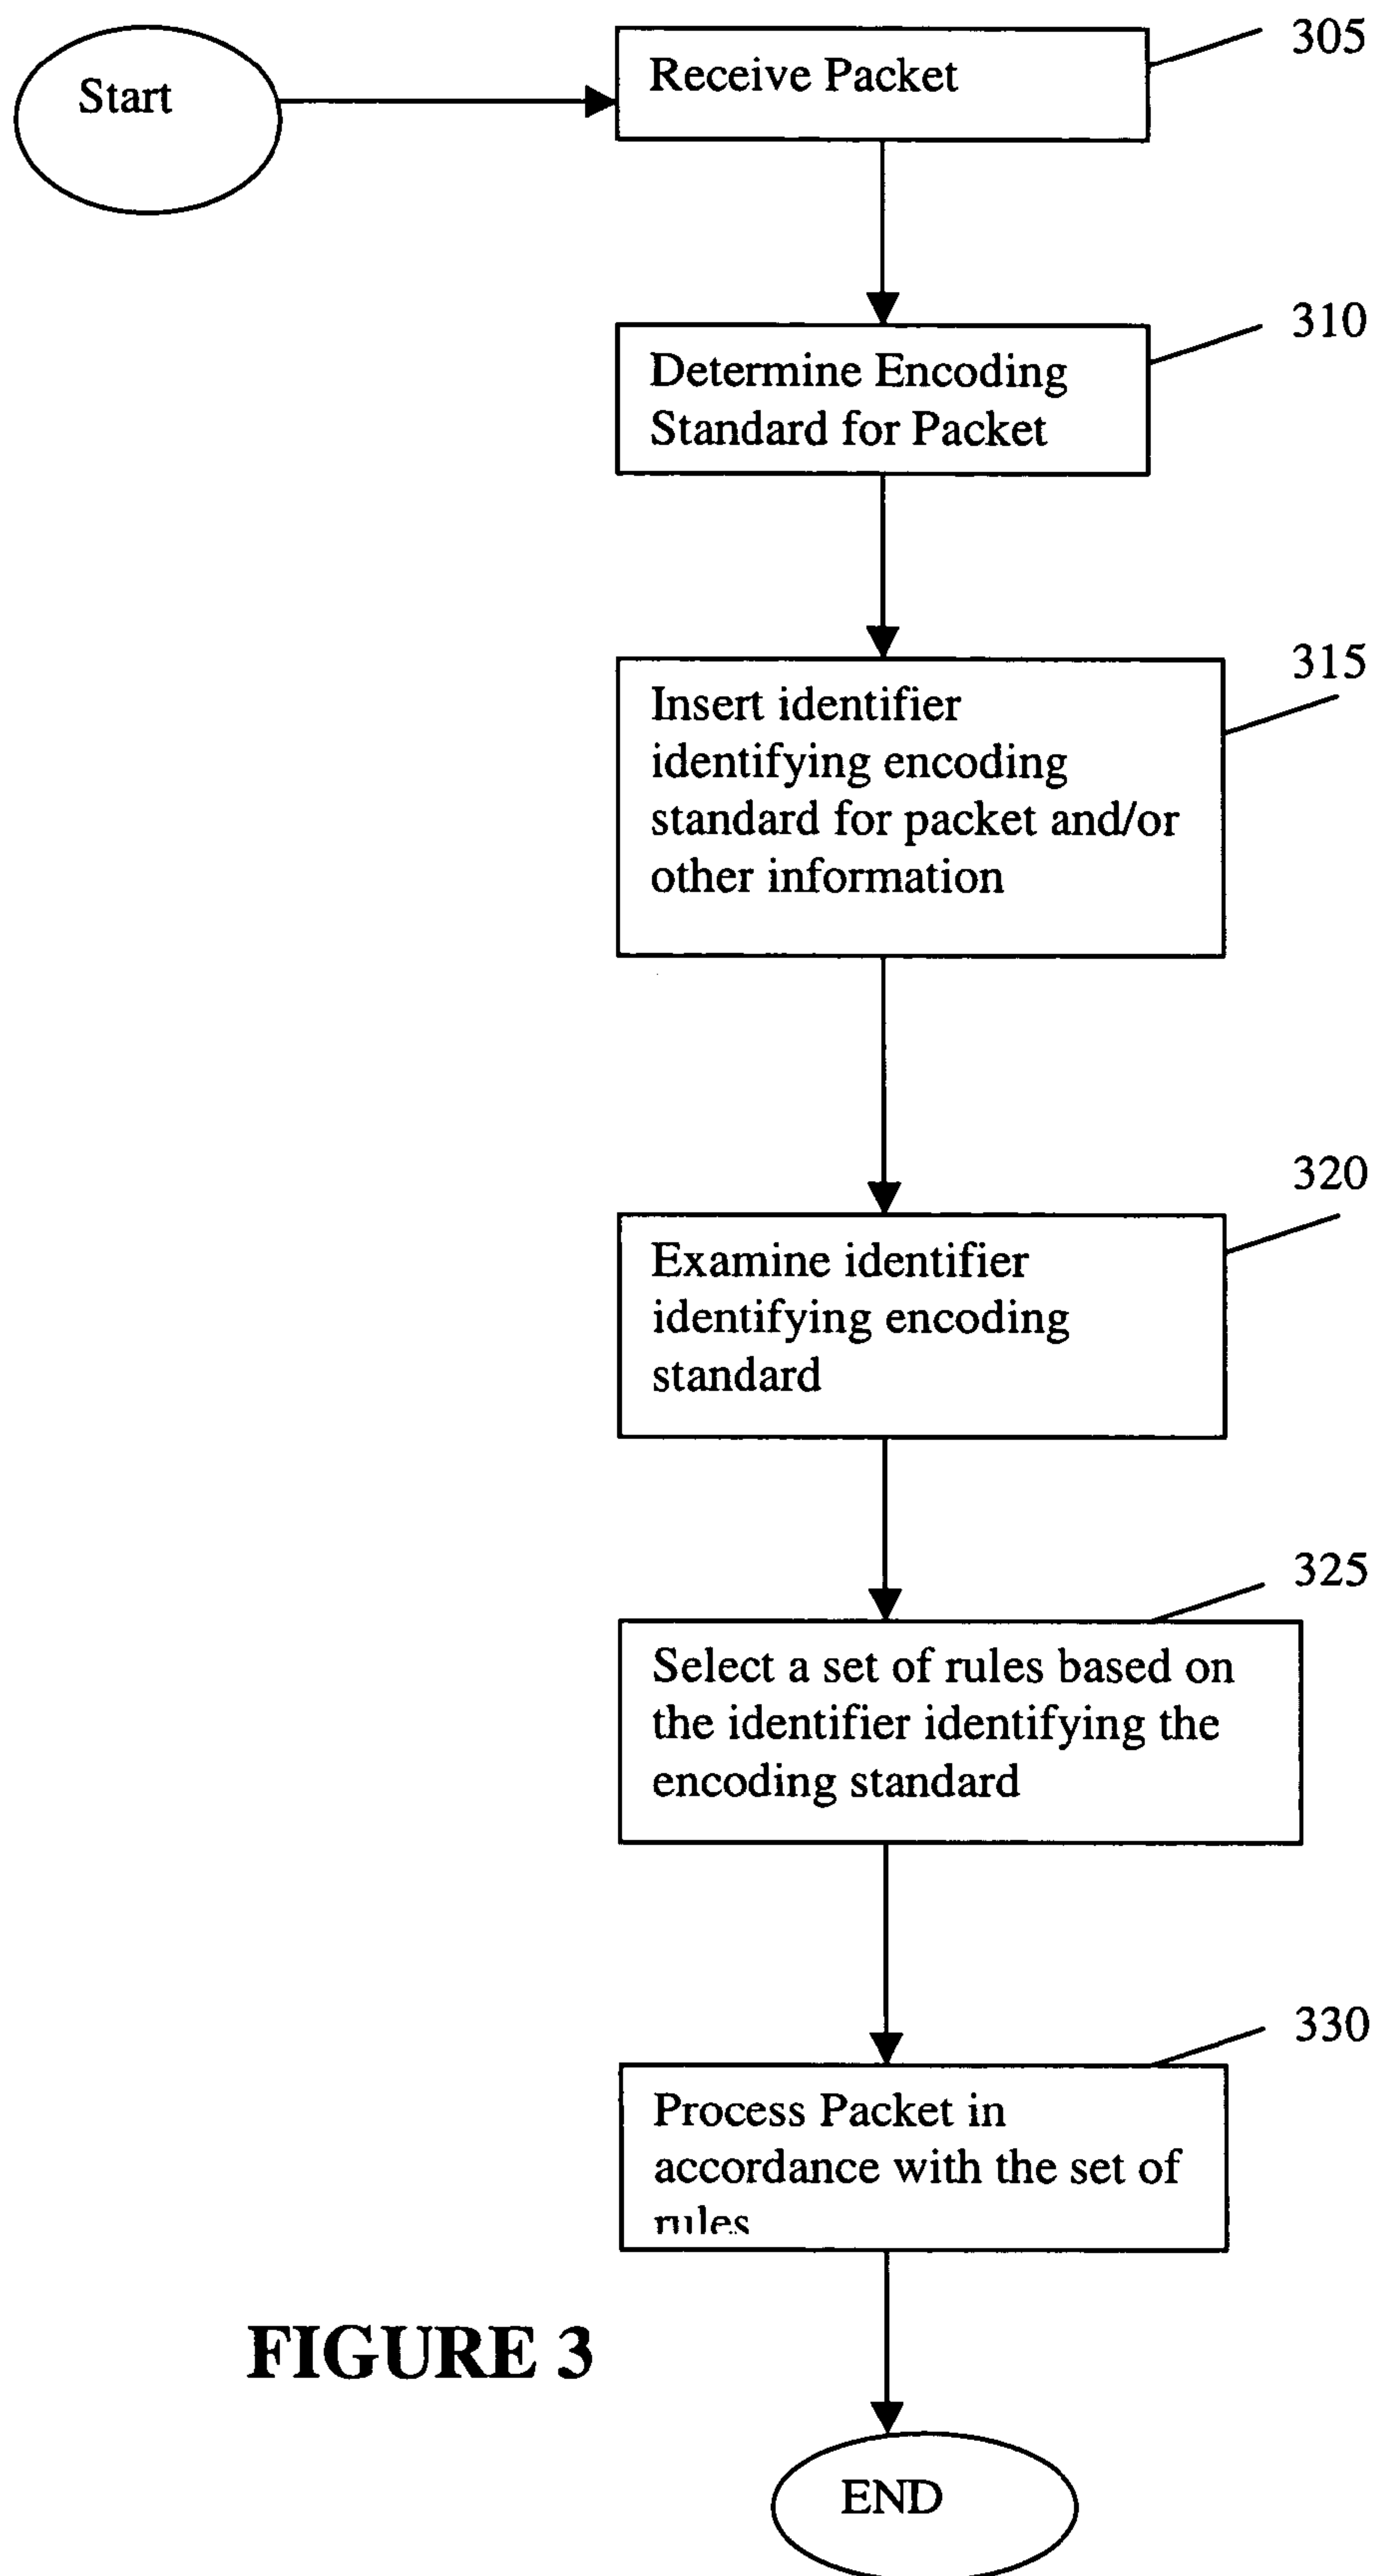 Start
Receive Packet
305
Determine Encoding
Standard for Packet
310
Insert identifier
identifying encoding
standard for packet and/or
other information
315
Examine identifier
identifying encoding
standard
320
Select a set of rules based on
the identifier identifying the
encoding standard
325
Process Packet in
accordance with the set of
rules
330
FIGURE 3
END